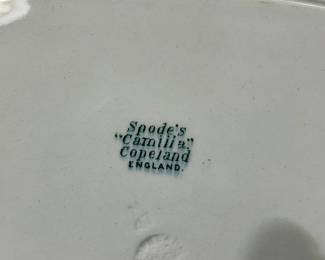 Spode's
"Camilla"
Copeland
ENGLAND.